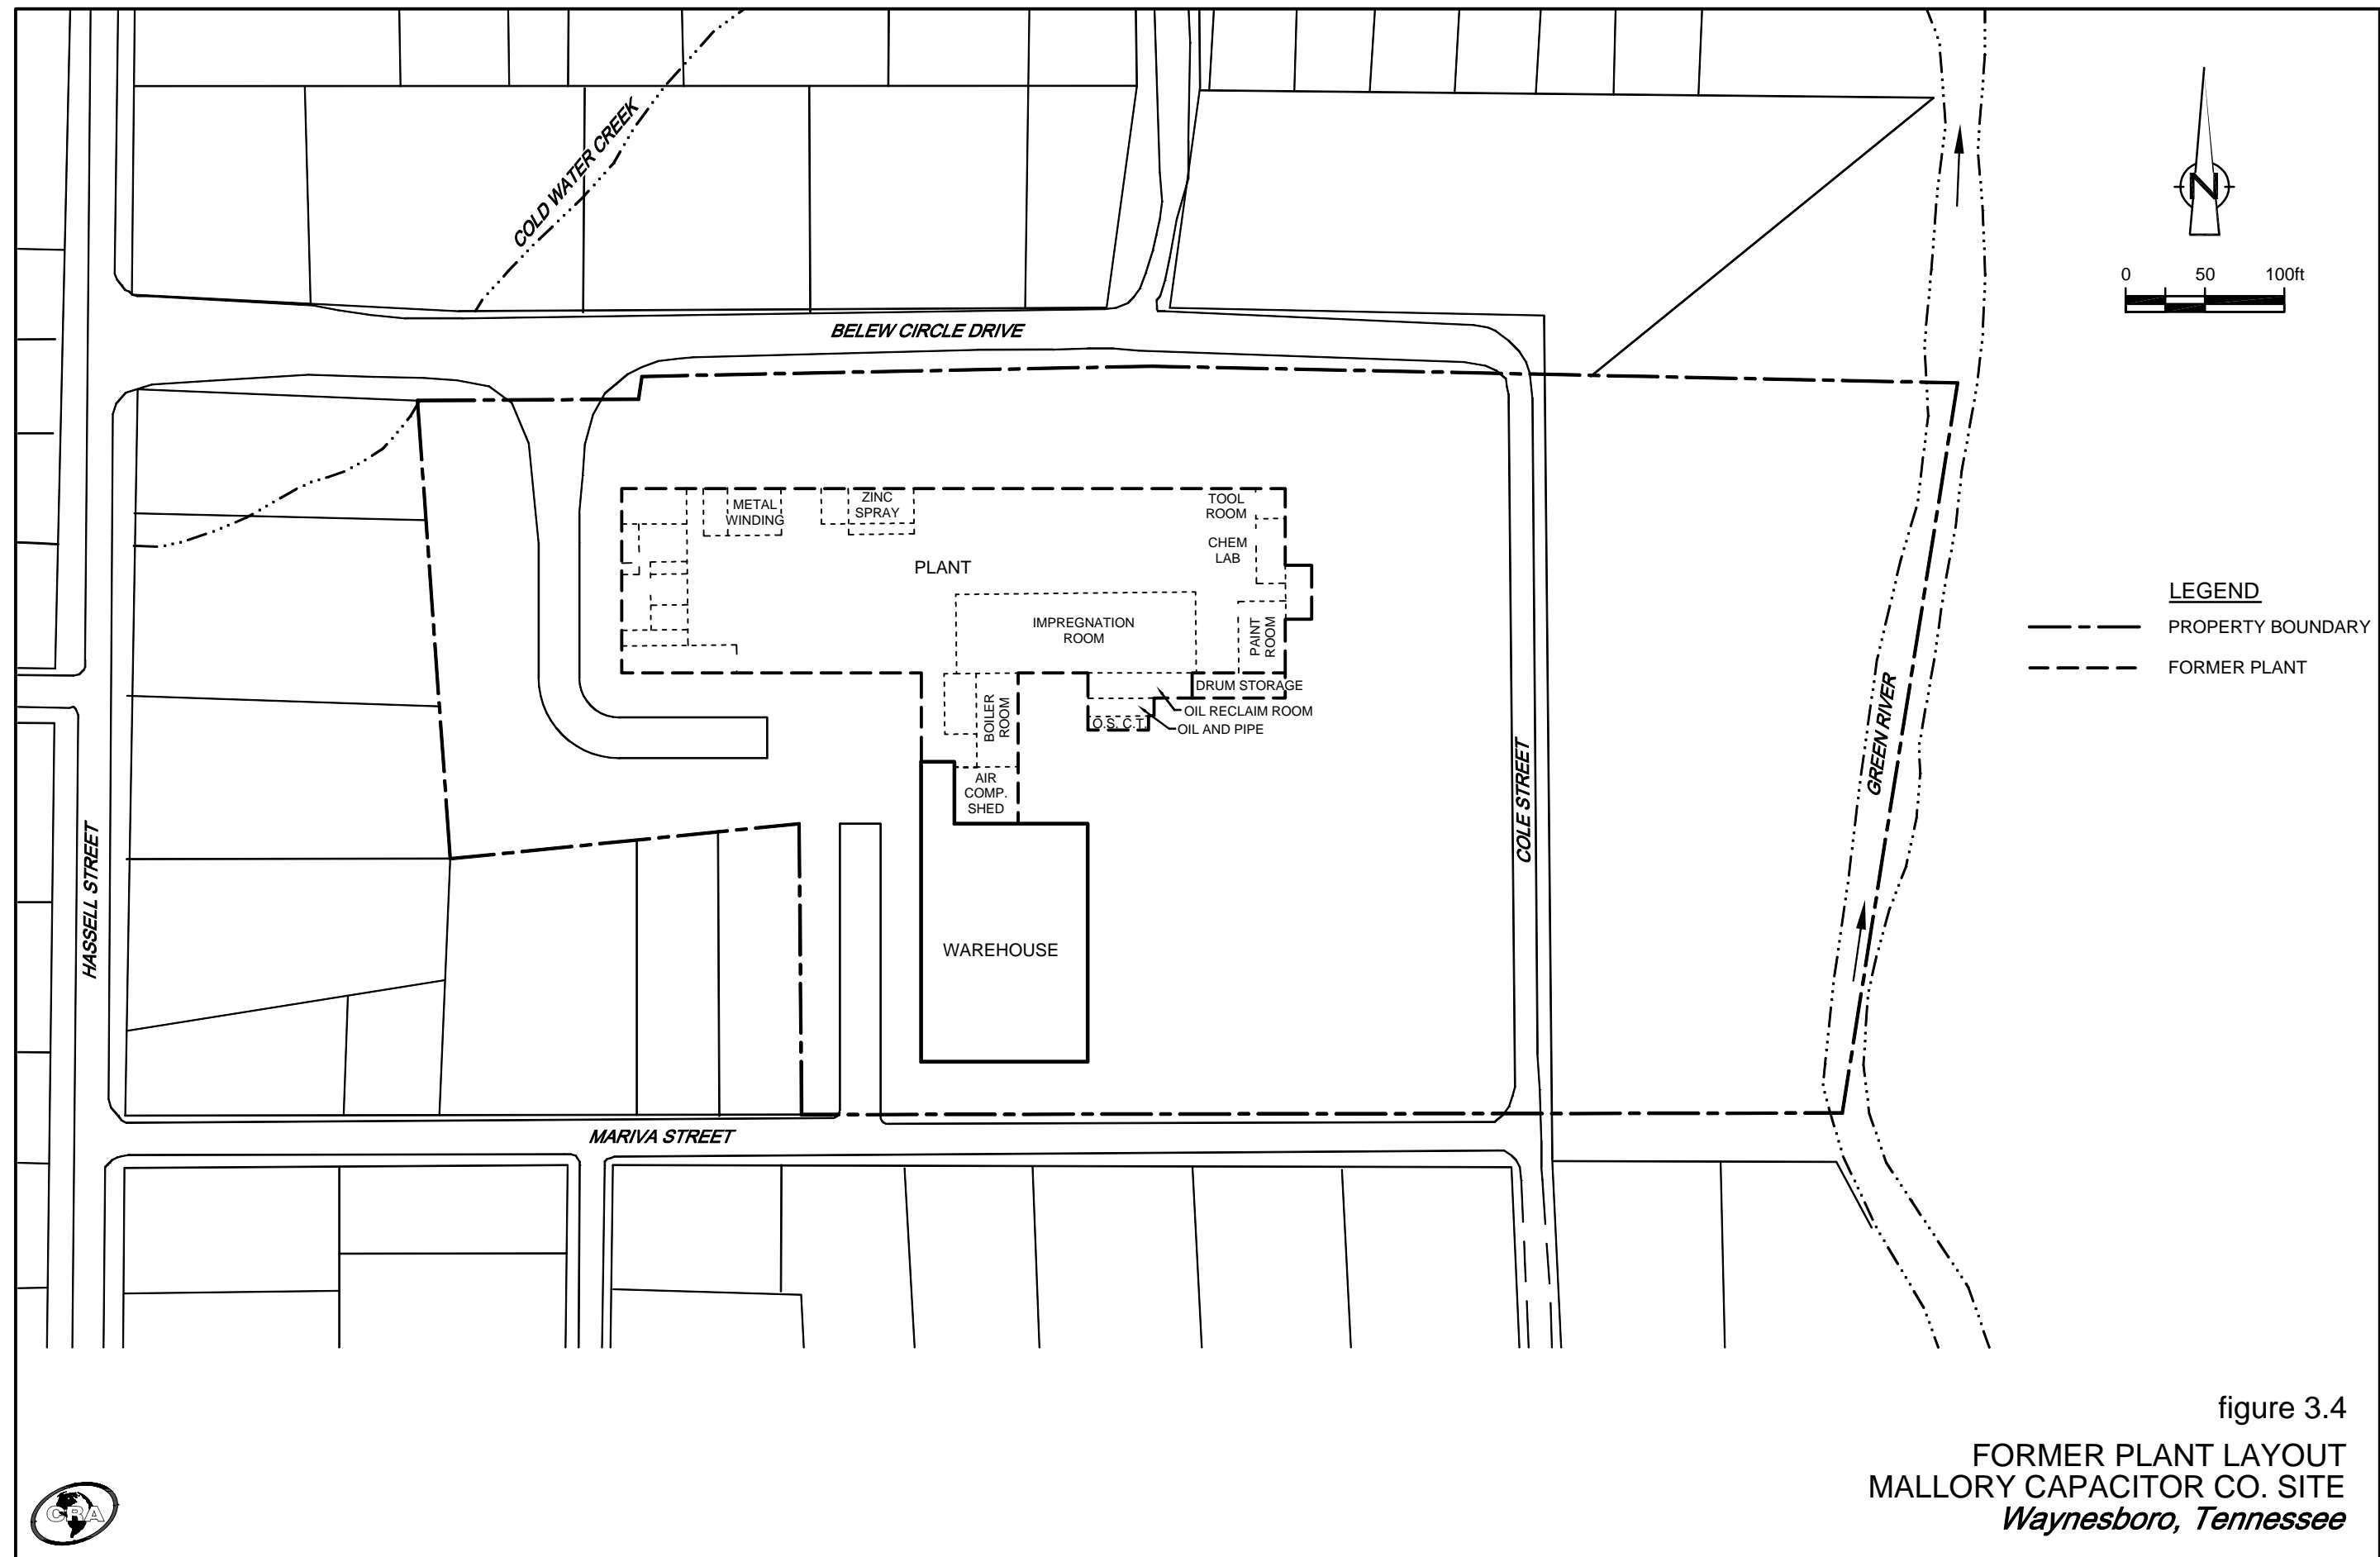 COLD WATER CREEK
N
0 50 100ft
BELEW CIRCLE DRIVE
METAL
WINDING
ZINC
SPRAY
TOOL
ROOM
CHEM
LAB
PLANT
IMPREGNATION
ROOM
PAINT
ROOM
LEGEND
PROPERTY BOUNDARY
FORMER PLANT
DRUM STORAGE
OIL RECLAIM ROOM
OIL AND PIPE
O.S. C.T.
BOILER
ROOM
AIR
COMP.
SHED
GREEN RIVER
COLE STREET
HASSELL STREET
WAREHOUSE
MARIVA STREET
figure 3.4
FORMER PLANT LAYOUT
MALLORY CAPACITOR CO. SITE
Waynesboro, Tennessee
CRA